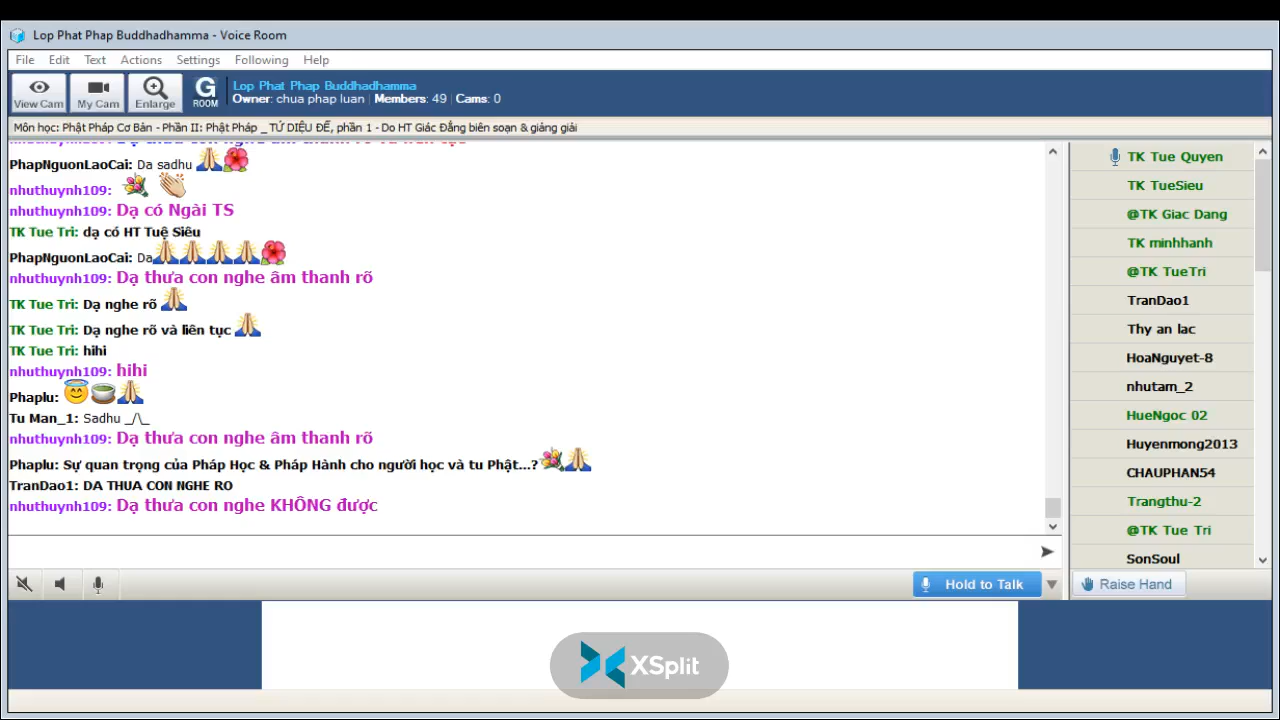 Lop Phat Phap Buddhadhamma - Voice Room
File Edit Text Actions Settings Following Help
View Cam My Cam Enlarge G ROOM
Lop Phat Phap Buddhadhamma
Owner: chua phap luan | Members: 49 | Cams: 0
Môn học: Phật Pháp Cơ Bản - Phần II: Phật Pháp _ TỨ DIỆU ĐẾ, phần 1 - Do HT Giác Đẳng biên soạn & giảng giải
PhapNguonLaoCai: Da sadhu
nhuthuynh109:
nhuthuynh109: Dạ có Ngài TS
TK Tue Tri: dạ có HT Tuệ Siêu
PhapNguonLaoCai: Da
nhuthuynh109: Dạ thưa con nghe âm thanh rõ
TK Tue Tri: Dạ nghe rõ
TK Tue Tri: Dạ nghe rõ và liên tục
TK Tue Tri: hihi
nhuthuynh109: hihi
Phaplu:
Tu Man_1: Sadhu _/\_
nhuthuynh109: Dạ thưa con nghe âm thanh rõ
Phaplu: Sự quan trọng của Pháp Học & Pháp Hành cho người học và tu Phật...?
TranDao1: DA THUA CON NGHE RO
nhuthuynh109: Dạ thưa con nghe KHÔNG được
TK Tue Quyen
TK TueSieu
@TK Giac Dang
TK minhhanh
@TK TueTri
TranDao1
Thy an lac
HoaNguyet-8
nhutam_2
HueNgoc 02
Huyenmong2013
CHAUPHAN54
Trangthu-2
@TK Tue Tri
SonSoul
Hold to Talk
Raise Hand
XSplit